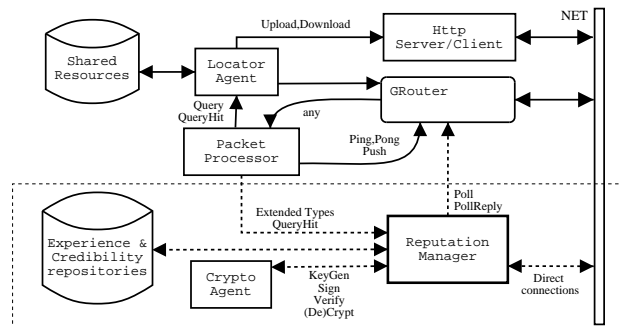 NET
Upload,Download
Http
Server/Client
Shared
Resources
Locator
Agent
GRouter
Query
QueryHit
any
Packet
Processor
Ping,Pong
Push
Poll
PollReply
Extended Types
QueryHit
Experience &
Credibility
repositories
Reputation
Manager
Crypto
Agent
KeyGen
Sign
Verify
(De)Crypt
Direct
connections